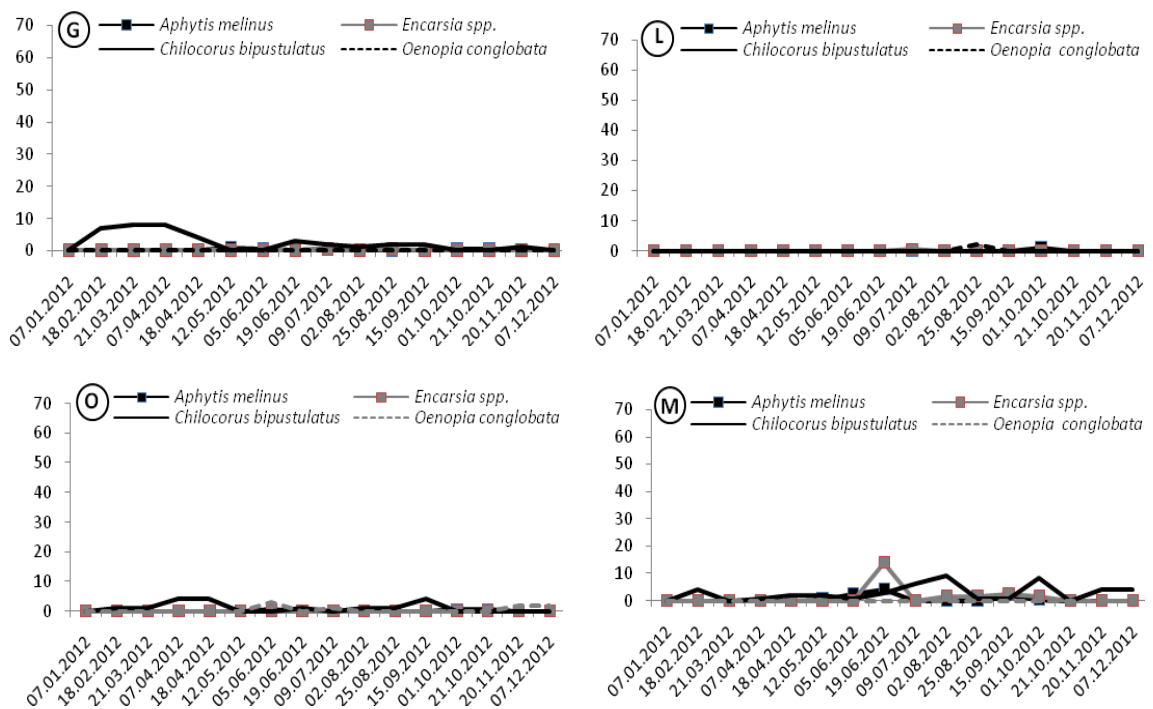 G
Aphytis melinus Encarsia spp.
Chilocorus bipustulatus Oenopia conglobata
70
60
50
40
30
20
10
0
07.01.2012 18.02.2012 21.03.2012 07.04.2012 18.04.2012 12.05.2012 05.06.2012 19.06.2012 09.07.2012 02.08.2012 25.08.2012 15.09.2012 01.10.2012 21.10.2012 20.11.2012 07.12.2012
L
Aphytis melinus Encarsia spp.
Chilocorus bipustulatus Oenopia conglobata
70
60
50
40
30
20
10
0
07.01.2012 18.02.2012 21.03.2012 07.04.2012 18.04.2012 12.05.2012 05.06.2012 19.06.2012 09.07.2012 02.08.2012 25.08.2012 15.09.2012 01.10.2012 21.10.2012 20.11.2012 07.12.2012
O
Aphytis melinus Encarsia spp.
Chilocorus bipustulatus Oenopia conglobata
70
60
50
40
30
20
10
0
07.01.2012 18.02.2012 21.03.2012 07.04.2012 18.04.2012 12.05.2012 05.06.2012 19.06.2012 09.07.2012 02.08.2012 25.08.2012 15.09.2012 01.10.2012 21.10.2012 20.11.2012 07.12.2012
M
Aphytis melinus Encarsia spp.
Chilocorus bipustulatus Oenopia conglobata
70
60
50
40
30
20
10
0
07.01.2012 18.02.2012 21.03.2012 07.04.2012 18.04.2012 12.05.2012 05.06.2012 19.06.2012 09.07.2012 02.08.2012 25.08.2012 15.09.2012 01.10.2012 21.10.2012 20.11.2012 07.12.2012